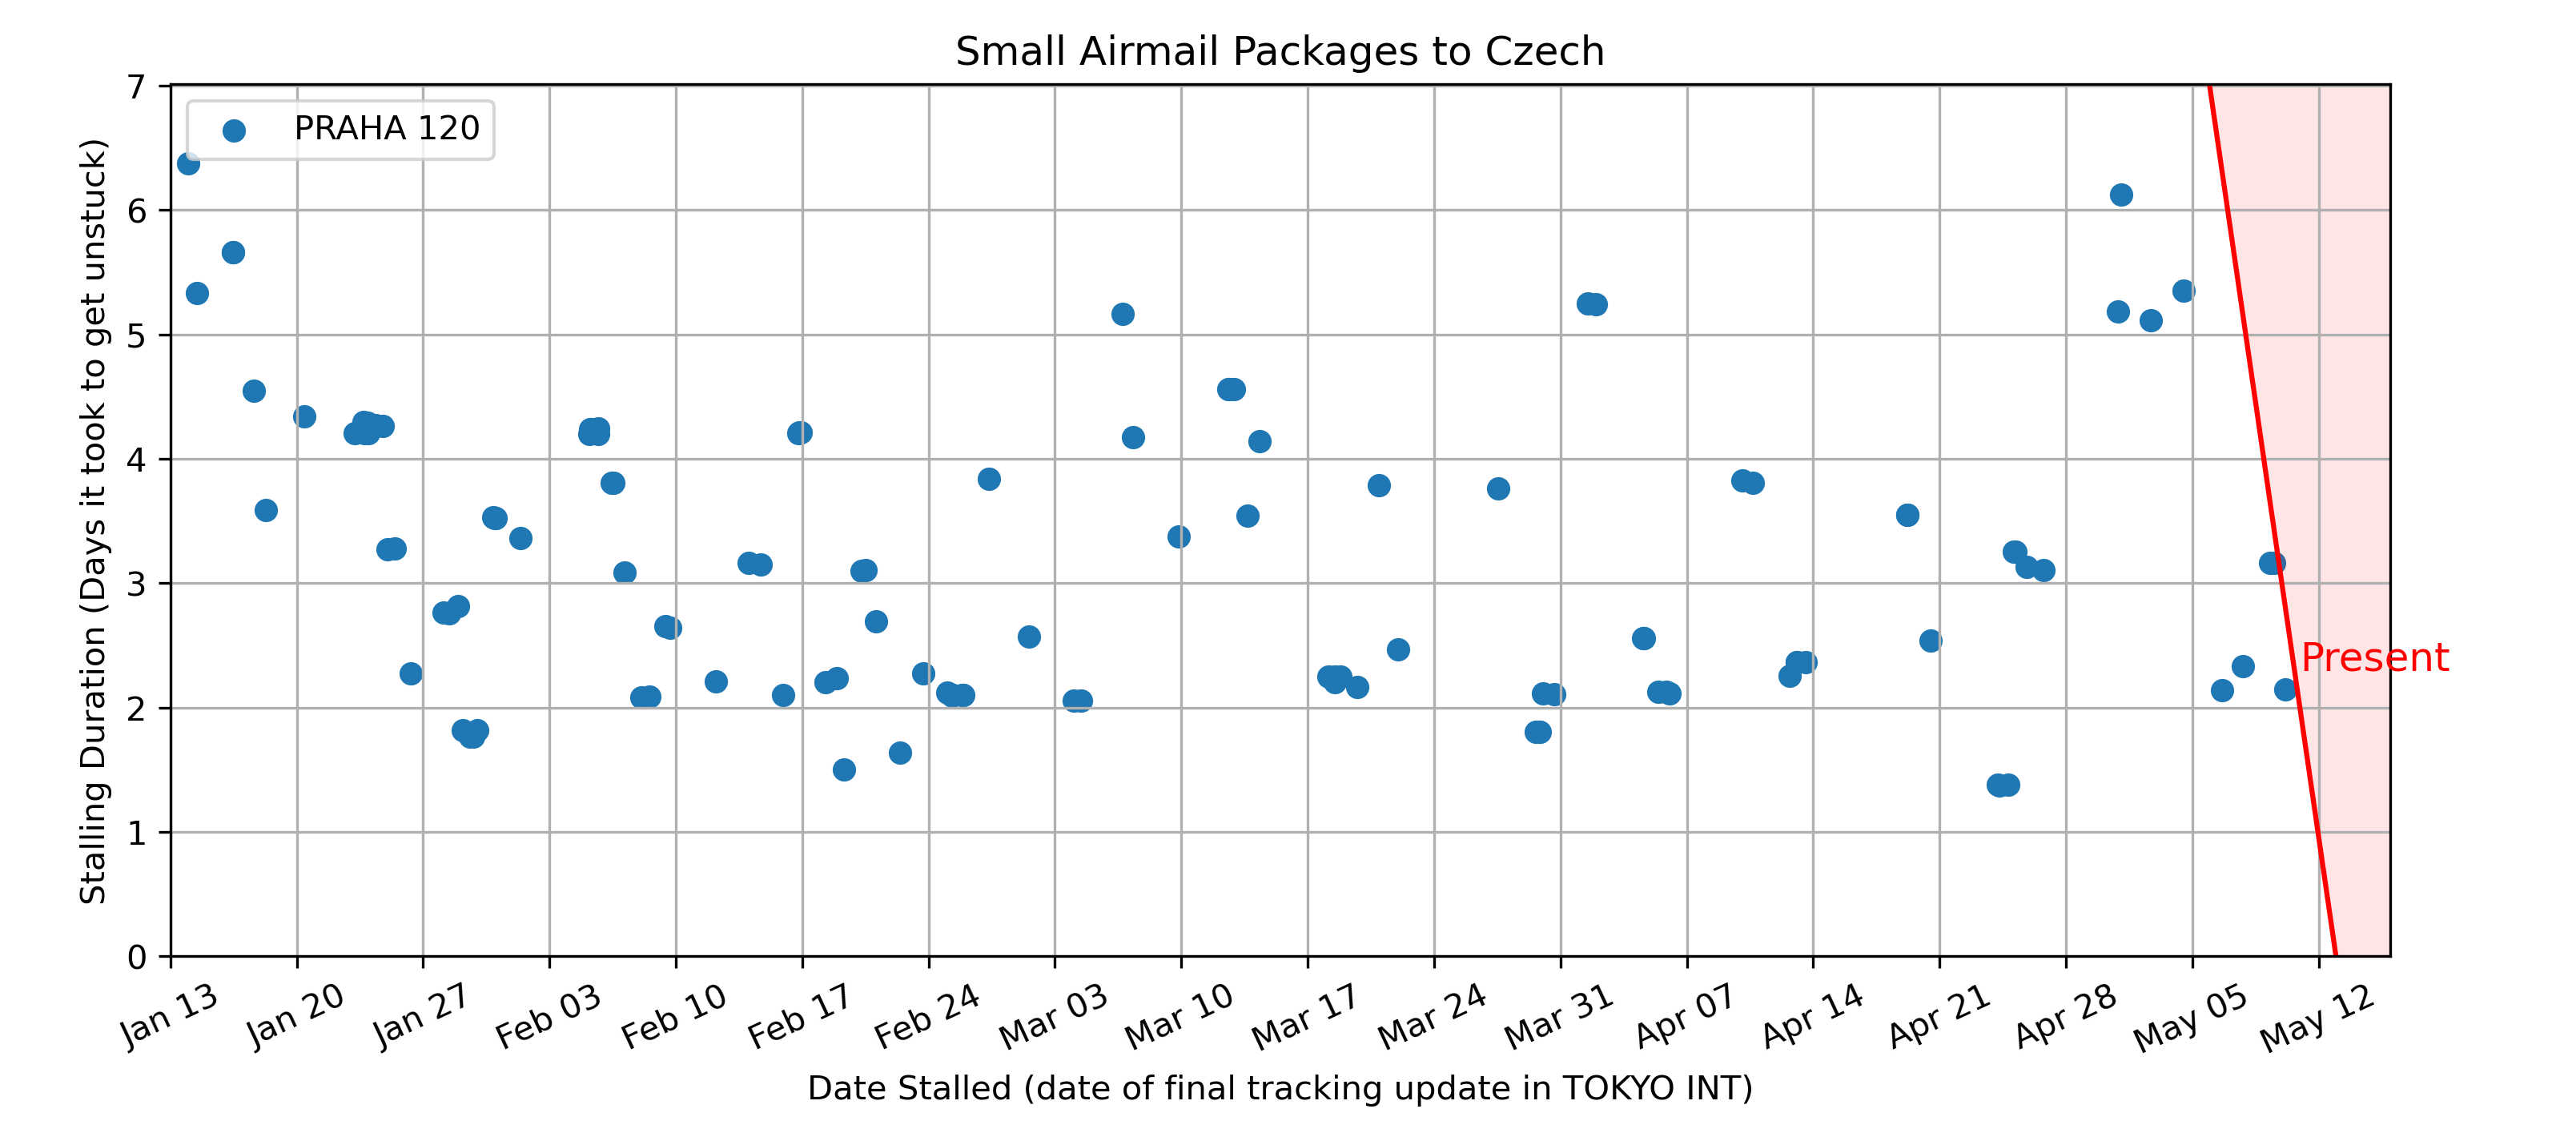 Small Airmail Packages to Czech
PRAHA 120
Stalling Duration (Days it took to get unstuck)
7
6
5
4
3
2
1
0
Present
Jan 13
Jan 20
Jan 27
Feb 03
Feb 10
Feb 17
Feb 24
Mar 03
Mar 10
Mar 17
Mar 24
Mar 31
Apr 07
Apr 14
Apr 21
Apr 28
May 05
May 12
Date Stalled (date of final tracking update in TOKYO INT)